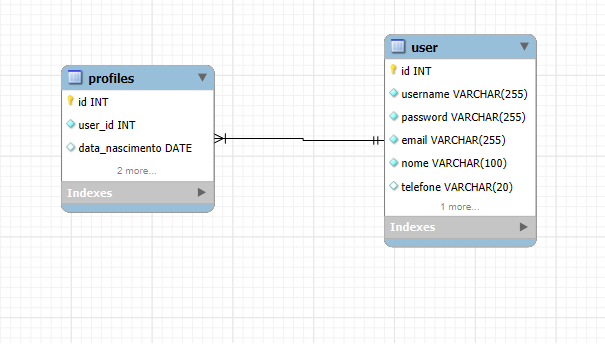 profiles
id INT
user_id INT
data_nascimento DATE
2 more...
Indexes
user
id INT
username VARCHAR(255)
password VARCHAR(255)
email VARCHAR(255)
nome VARCHAR(100)
telefone VARCHAR(20)
1 more...
Indexes